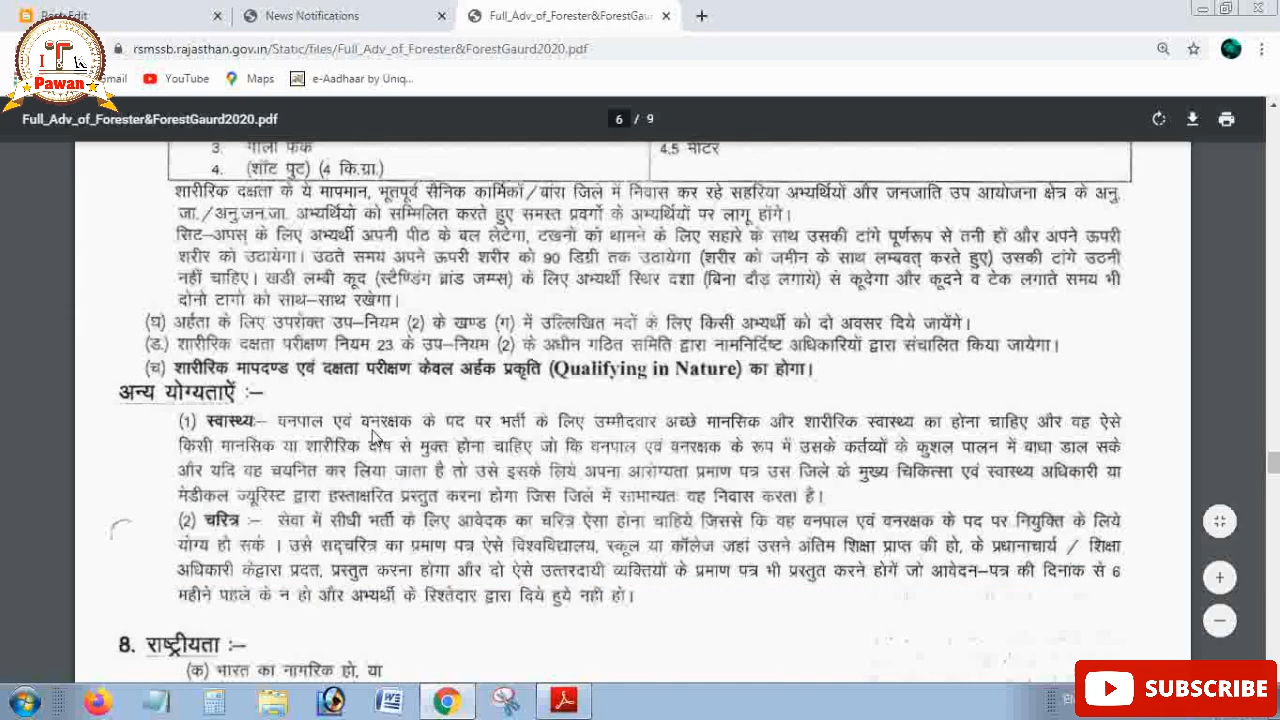 Post: Edit
News Notifications
Full_Adv_of_Forester&ForestGau
rsmssb.rajasthan.gov.in/Static/files/Full_Adv_of_Forester&ForestGaurd2020.pdf
IT
Pawan
mail
YouTube
Maps
e-Aadhaar by Uniq...
Full_Adv_of_Forester&ForestGaurd2020.pdf
6 / 9
3. गोला फेंक
4.5 मीटर
4. (शॉट पुट) (4 कि.ग्रा.)
शारीरिक दक्षता के ये मापमान, भूतपूर्व सैनिक कार्मिकों/बारां जिले में निवास कर रहे सहरिया अभ्यर्थियों और जनजाति उप आयोजना क्षेत्र के अनु.
जा./अनु.जन.जा. अभ्यर्थियों को सम्मिलित करते हुए समस्त प्रवर्गों के अभ्यर्थियों पर लागू होंगे।
सिट-अपस् के लिए अभ्यर्थी अपनी पीठ के बल लेटेगा, टखनों को थामने के लिए सहारे के साथ उसकी टांगे पूर्णरूप से तनी हों और अपने ऊपरी
शरीर को उठायेगा। उठते समय अपने ऊपरी शरीर को 90 डिग्री तक उठायेगा (शरीर को जमीन के साथ लम्बवत् करते हुए) उसकी टांगे उठनी
नहीं चाहिए। खडी लम्बी कूद (स्टैण्डिंग ब्रांड जम्प्स) के लिए अभ्यर्थी स्थिर दशा (बिना दौड़ लगाये) से कूदेगा और कूदने व टेक लगाते समय भी
दोनो टागों को साथ-साथ रखेगा।
(घ) अर्हता के लिए उपरोक्त उप-नियम (2) के खण्ड (ग) में उल्लिखित मदों के लिए किसी अभ्यर्थी को दो अवसर दिये जायेंगे।
(ड.) शारीरिक दक्षता परीक्षण नियम 23 के उप-नियम (2) के अधीन गठित समिति द्वारा नामनिर्दिष्ट अधिकारियों द्वारा संचालित किया जायेगा।
(च) शारीरिक मापदण्ड एवं दक्षता परीक्षण केवल अर्हक प्रकृति (Qualifying in Nature) का होगा।
अन्य योग्यताऐं :-
(1) स्वास्थ्य:- वनपाल एवं वनरक्षक के पद पर भर्ती के लिए उम्मीदवार अच्छे मानसिक और शारीरिक स्वास्थ्य का होना चाहिए और वह ऐसे
किसी मानसिक या शारीरिक दोष से मुक्त होना चाहिए जो कि वनपाल एवं वनरक्षक के रूप में उसके कर्तव्यों के कुशल पालन में बाधा डाल सके
और यदि वह चयनित कर लिया जाता है तो उसे इसके लिये अपना आरोग्यता प्रमाण पत्र उस जिले के मुख्य चिकित्सा एवं स्वास्थ्य अधिकारी या
मेडीकल ज्यूरिस्ट द्वारा हस्ताक्षरित प्रस्तुत करना होगा जिस जिले में सामान्यतः वह निवास करता है।
(2) चरित्र :- सेवा में सीधी भर्ती के लिए आवेदक का चरित्र ऐसा होना चाहिये जिससे कि वह वनपाल एवं वनरक्षक के पद पर नियुक्ति के लिये
योग्य हो सकं । उसे सद्चरित्र का प्रमाण पत्र ऐसे विश्वविद्यालय, स्कूल या कॉलेज जहां उसने अंतिम शिक्षा प्राप्त की हो, के प्रधानाचार्य / शिक्षा
अधिकारी केद्वारा प्रदत, प्रस्तुत करना होगा और दो ऐसे उत्तरदायी व्यक्तियों के प्रमाण पत्र भी प्रस्तुत करने होगें जो आवेदन-पत्र की दिनांक से 6
महीने पहले के न हो और अभ्यर्थी के रिश्तेदार द्वारा दिये हुये नहीं हो।
8. राष्ट्रीयता :-
(क) भारत का नागरिक हो, या
SUBSCRIBE